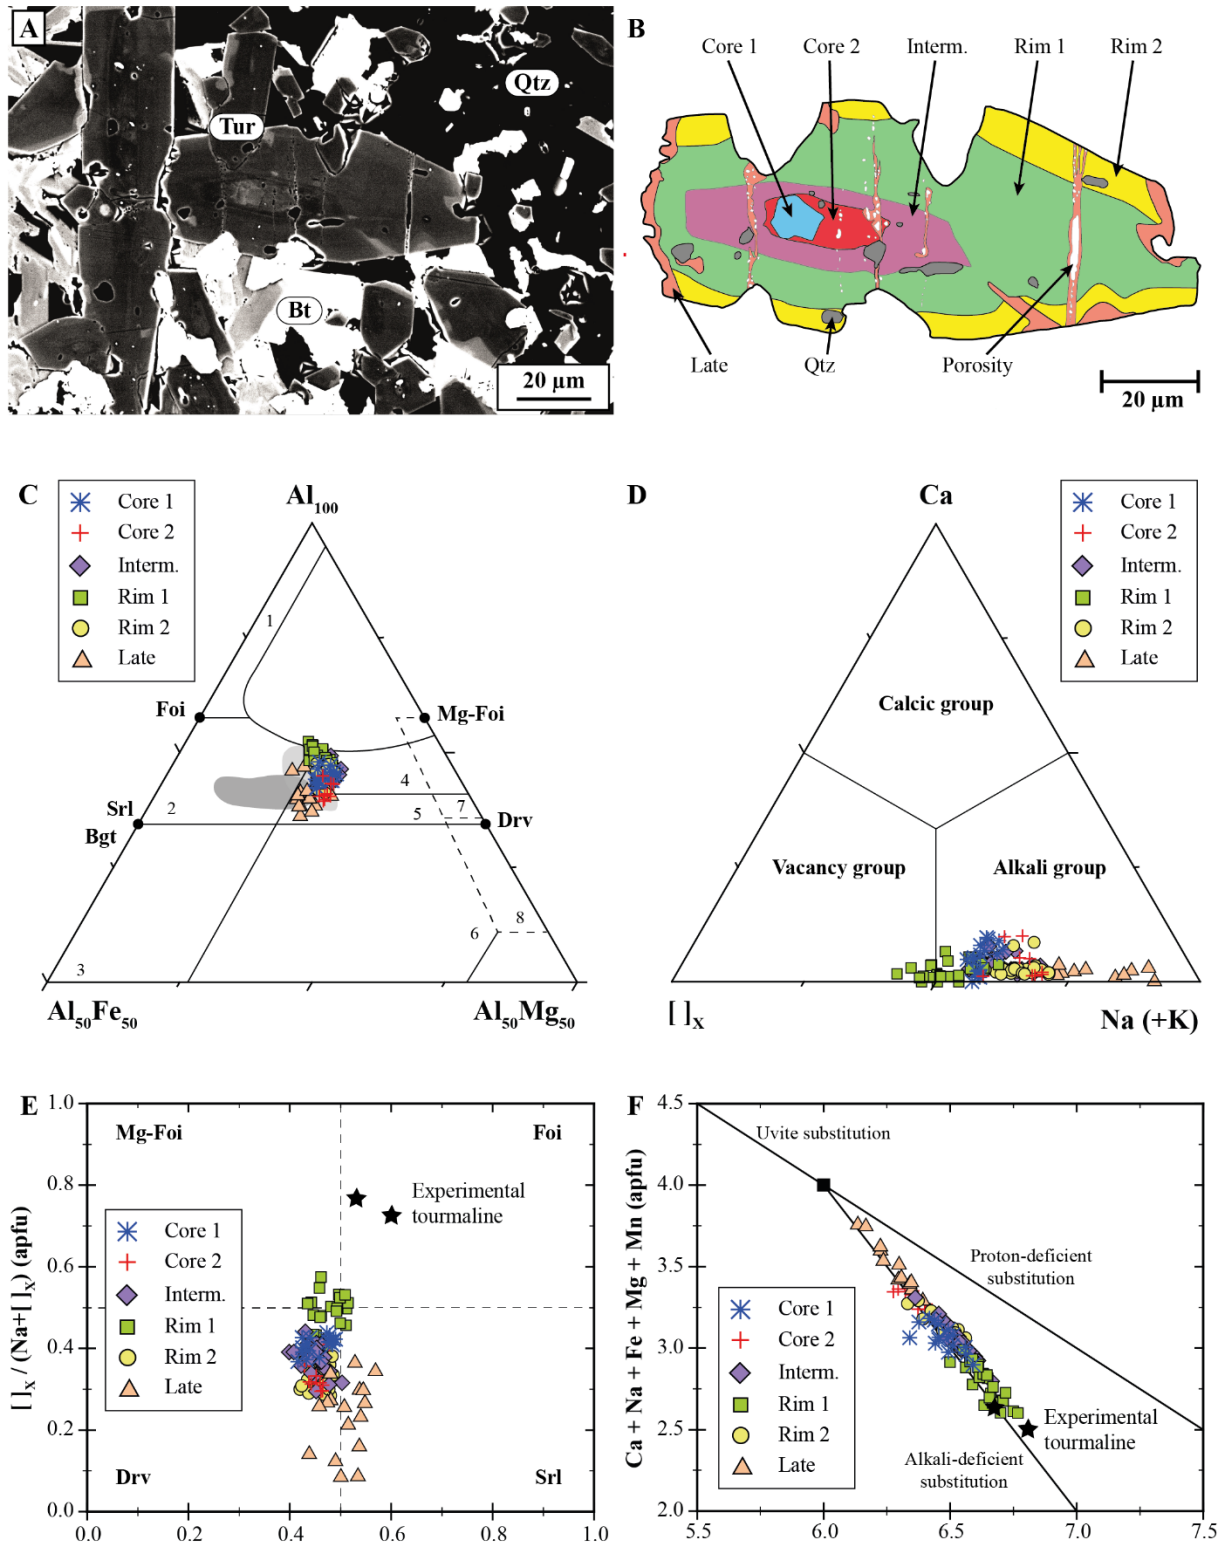 A
Qtz
Tur
Bt
20 µm
B
Core 1
Core 2
Interm.
Rim 1
Rim 2
Late
Qtz
Porosity
20 µm
C
Core 1
Core 2
Interm.
Rim 1
Rim 2
Late
Al100
1
Foi
Mg-Foi
4
Srl
2
5
7
Drv
Bgt
6
8
3
Al50Fe50
Al50Mg50
D
Ca
Core 1
Core 2
Interm.
Rim 1
Rim 2
Late
Calcic group
Vacancy group
Alkali group
[ ]X
Na (+K)
E
[ ]X / (Na+[ ]X) (apfu)
1.0
0.8
0.6
0.4
0.2
0.0
Mg-Foi
Foi
Experimental
tourmaline
Core 1
Core 2
Interm.
Rim 1
Rim 2
Late
Drv
Srl
0.0
0.2
0.4
0.6
0.8
1.0
F
Ca + Na + Fe + Mg + Mn (apfu)
4.5
4.0
3.5
3.0
2.5
2.0
Uvite substitution
Proton-deficient
substitution
Core 1
Core 2
Interm.
Rim 1
Rim 2
Late
Experimental
tourmaline
Alkali-deficient
substitution
5.5
6.0
6.5
7.0
7.5